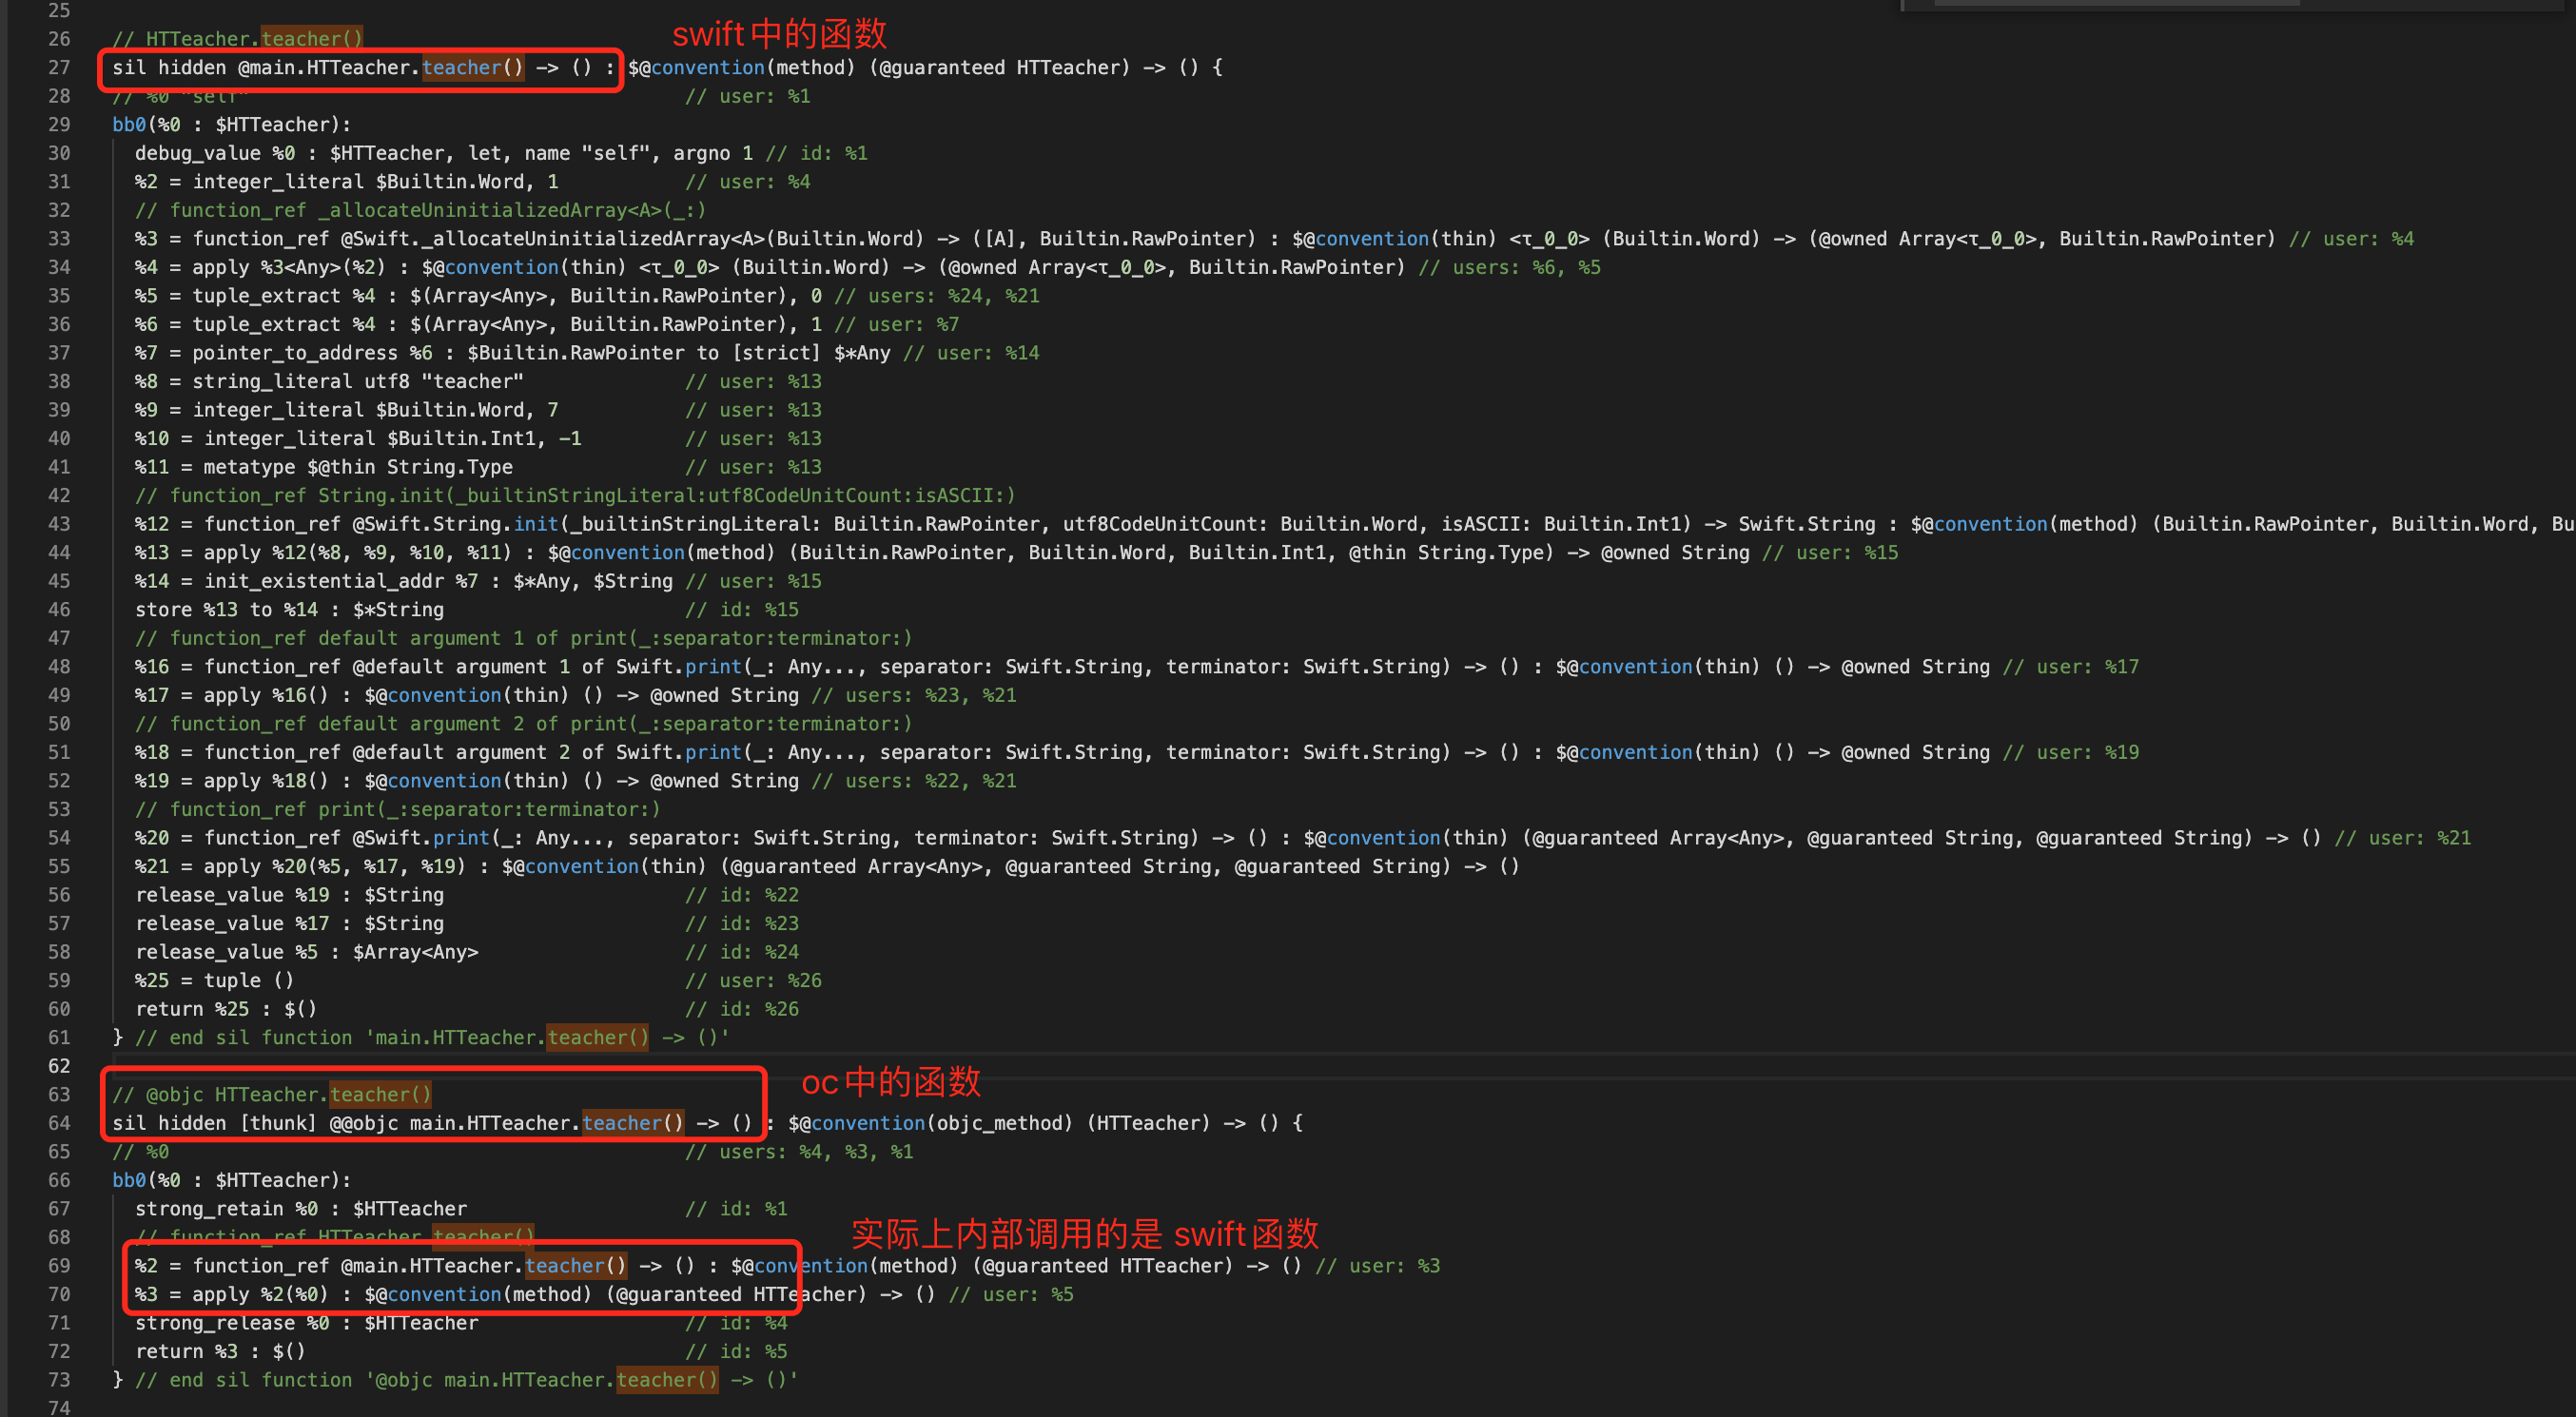 25
26 // HTTeacher.teacher() swift中的函数
27 sil hidden @main.HTTeacher.teacher() -> () : $@convention(method) (@guaranteed HTTeacher) -> () {
28 // %0 "self" // user: %1
29 bb0(%0 : $HTTeacher):
30 debug_value %0 : $HTTeacher, let, name "self", argno 1 // id: %1
31 %2 = integer_literal $Builtin.Word, 1 // user: %4
32 // function_ref _allocateUninitializedArray<A>(_:)
33 %3 = function_ref @Swift._allocateUninitializedArray<A>(Builtin.Word) -> ([A], Builtin.RawPointer) : $@convention(thin) <τ_0_0> (Builtin.Word) -> (@owned Array<τ_0_0>, Builtin.RawPointer) // user: %4
34 %4 = apply %3<Any>(%2) : $@convention(thin) <τ_0_0> (Builtin.Word) -> (@owned Array<τ_0_0>, Builtin.RawPointer) // users: %6, %5
35 %5 = tuple_extract %4 : $(Array<Any>, Builtin.RawPointer), 0 // users: %24, %21
36 %6 = tuple_extract %4 : $(Array<Any>, Builtin.RawPointer), 1 // user: %7
37 %7 = pointer_to_address %6 : $Builtin.RawPointer to [strict] $*Any // user: %14
38 %8 = string_literal utf8 "teacher" // user: %13
39 %9 = integer_literal $Builtin.Word, 7 // user: %13
40 %10 = integer_literal $Builtin.Int1, -1 // user: %13
41 %11 = metatype $@thin String.Type // user: %13
42 // function_ref String.init(_builtinStringLiteral:utf8CodeUnitCount:isASCII:)
43 %12 = function_ref @Swift.String.init(_builtinStringLiteral: Builtin.RawPointer, utf8CodeUnitCount: Builtin.Word, isASCII: Builtin.Int1) -> Swift.String : $@convention(method) (Builtin.RawPointer, Builtin.Word, Bu
44 %13 = apply %12(%8, %9, %10, %11) : $@convention(method) (Builtin.RawPointer, Builtin.Word, Builtin.Int1, @thin String.Type) -> @owned String // user: %15
45 %14 = init_existential_addr %7 : $*Any, $String // user: %15
46 store %13 to %14 : $*String // id: %15
47 // function_ref default argument 1 of print(_:separator:terminator:)
48 %16 = function_ref @default argument 1 of Swift.print(_: Any..., separator: Swift.String, terminator: Swift.String) -> () : $@convention(thin) () -> @owned String // user: %17
49 %17 = apply %16() : $@convention(thin) () -> @owned String // users: %23, %21
50 // function_ref default argument 2 of print(_:separator:terminator:)
51 %18 = function_ref @default argument 2 of Swift.print(_: Any..., separator: Swift.String, terminator: Swift.String) -> () : $@convention(thin) () -> @owned String // user: %19
52 %19 = apply %18() : $@convention(thin) () -> @owned String // users: %22, %21
53 // function_ref print(_:separator:terminator:)
54 %20 = function_ref @Swift.print(_: Any..., separator: Swift.String, terminator: Swift.String) -> () : $@convention(thin) (@guaranteed Array<Any>, @guaranteed String, @guaranteed String) -> () // user: %21
55 %21 = apply %20(%5, %17, %19) : $@convention(thin) (@guaranteed Array<Any>, @guaranteed String, @guaranteed String) -> ()
56 release_value %19 : $String // id: %22
57 release_value %17 : $String // id: %23
58 release_value %5 : $Array<Any> // id: %24
59 %25 = tuple () // user: %26
60 return %25 : $() // id: %26
61 } // end sil function 'main.HTTeacher.teacher() -> ()'
62
63 // @objc HTTeacher.teacher() oc中的函数
64 sil hidden [thunk] @@objc main.HTTeacher.teacher() -> () : $@convention(objc_method) (HTTeacher) -> () {
65 // %0 // users: %4, %3, %1
66 bb0(%0 : $HTTeacher):
67 strong_retain %0 : $HTTeacher // id: %1
68 // function_ref HTTeacher.teacher() 实际上内部调用的是 swift函数
69 %2 = function_ref @main.HTTeacher.teacher() -> () : $@convention(method) (@guaranteed HTTeacher) -> () // user: %3
70 %3 = apply %2(%0) : $@convention(method) (@guaranteed HTTeacher) -> () // user: %5
71 strong_release %0 : $HTTeacher // id: %4
72 return %3 : $() // id: %5
73 } // end sil function '@objc main.HTTeacher.teacher() -> ()'
74